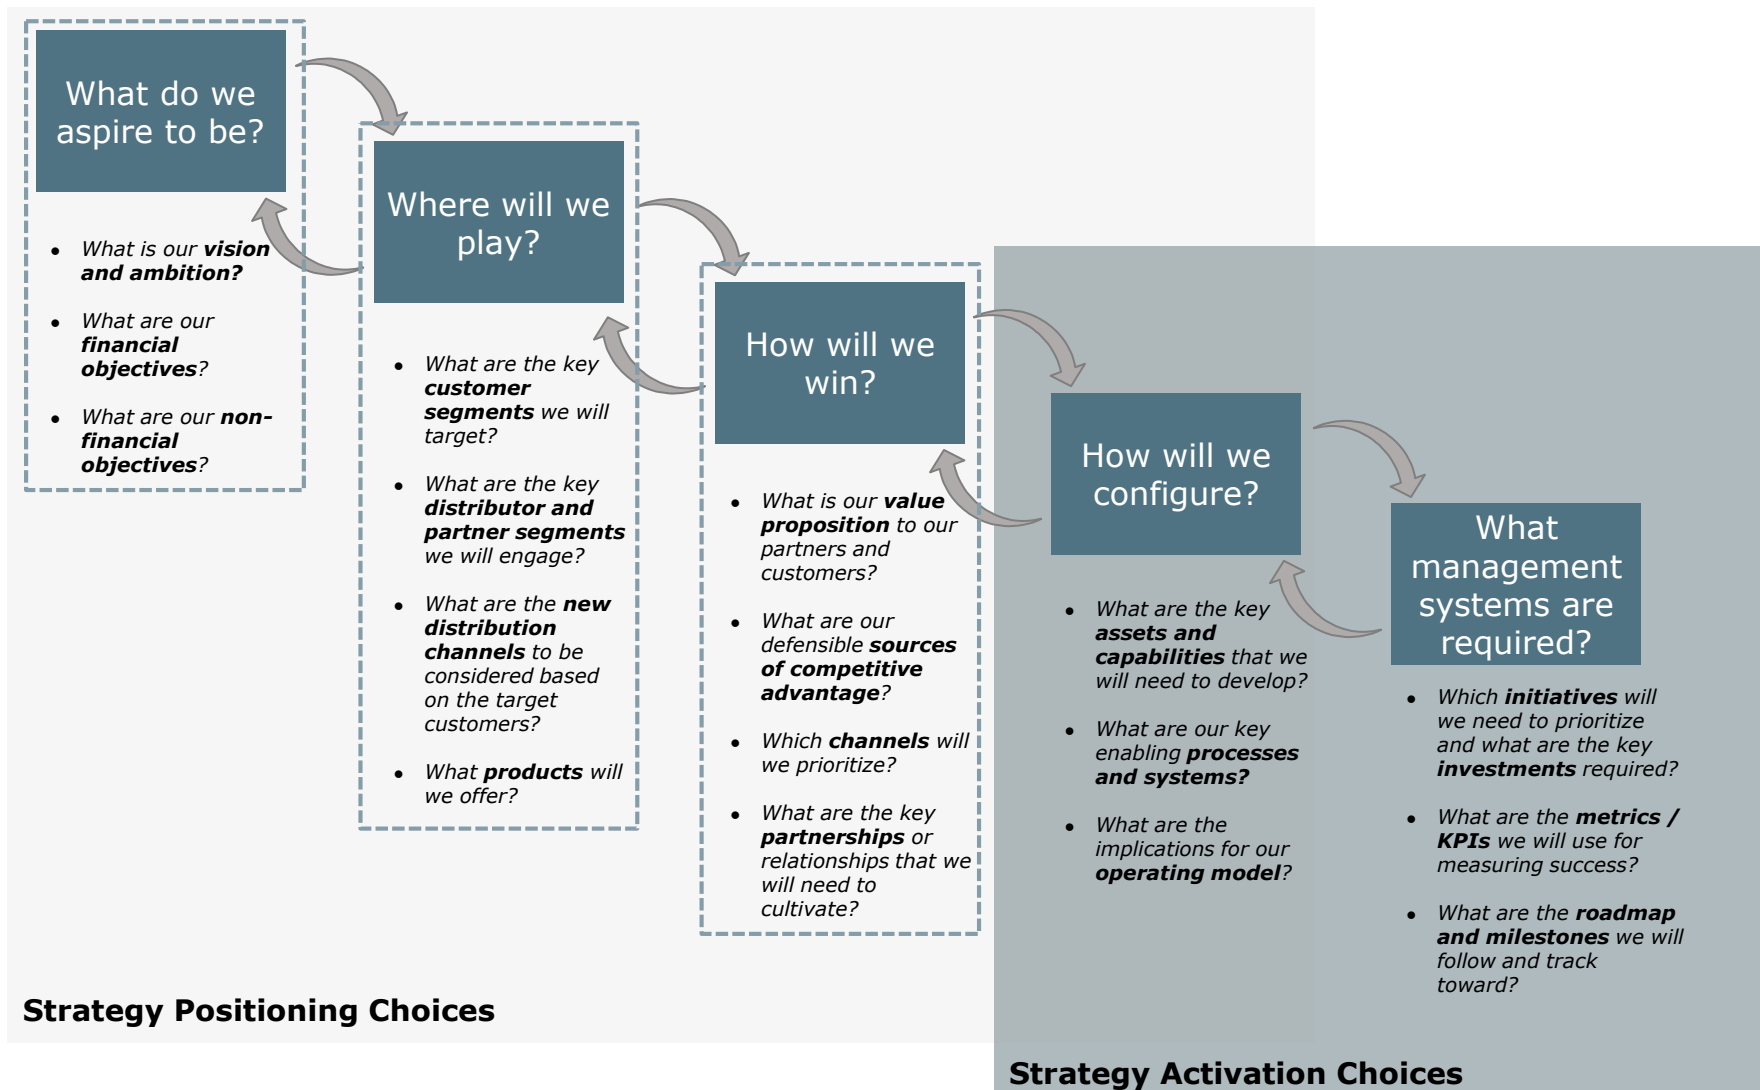 What do we
aspire to be?
• What is our vision
and ambition?
• What are our
financial
objectives?
• What are our non-
financial
objectives?
Where will we
play?
• What are the key
customer
segments we will
target?
• What are the key
distributor and
partner segments
we will engage?
• What are the new
distribution
channels to be
considered based
on the target
customers?
• What products will
we offer?
How will we
win?
• What is our value
proposition to our
partners and
customers?
• What are our
defensible sources
of competitive
advantage?
• Which channels will
we prioritize?
• What are the key
partnerships or
relationships that we
will need to
cultivate?
How will we
configure?
• What are the key
assets and
capabilities that we
will need to develop?
• What are our key
enabling processes
and systems?
• What are the
implications for our
operating model?
What
management
systems are
required?
• Which initiatives will
we need to prioritize
and what are the key
investments required?
• What are the metrics /
KPIs we will use for
measuring success?
• What are the roadmap
and milestones we will
follow and track
toward?
Strategy Positioning Choices
Strategy Activation Choices